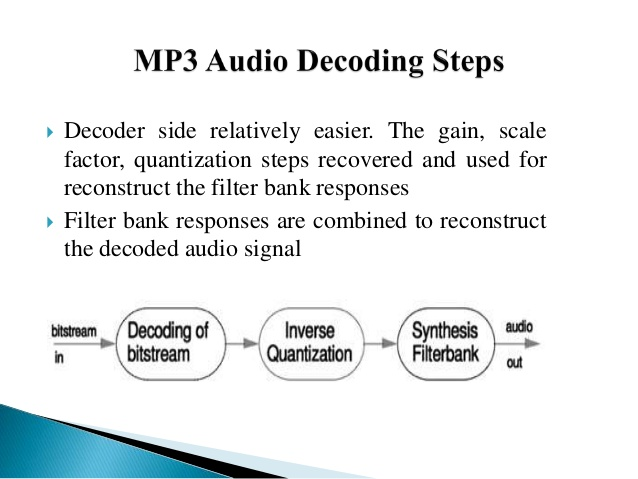 MP3 Audio Decoding Steps
Decoder side relatively easier. The gain, scale
factor, quantization steps recovered and used for
reconstruct the filter bank responses
Filter bank responses are combined to reconstruct
the decoded audio signal
bitstream
in
Decoding of
bitstream
Inverse
Quantization
Synthesis
Filterbank
audio
out